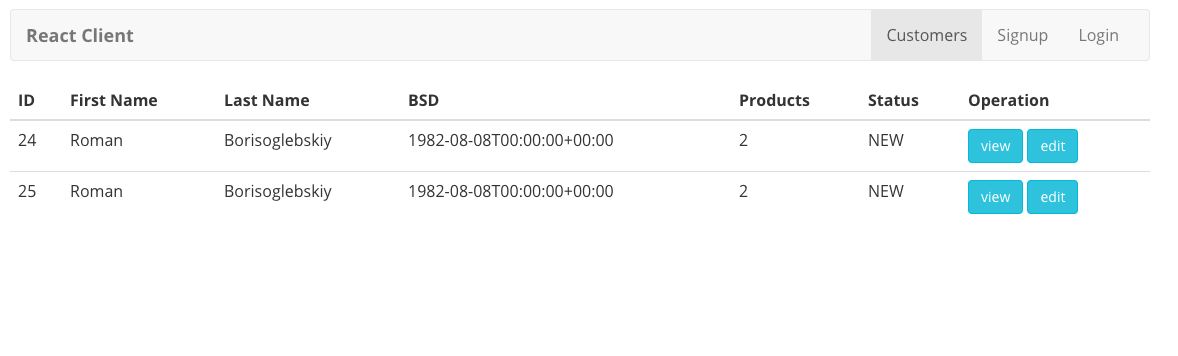 React Client Customers Signup Login
ID First Name Last Name BSD Products Status Operation
24 Roman Borisoglebskiy 1982-08-08T00:00:00+00:00 2 NEW view edit
25 Roman Borisoglebskiy 1982-08-08T00:00:00+00:00 2 NEW view edit